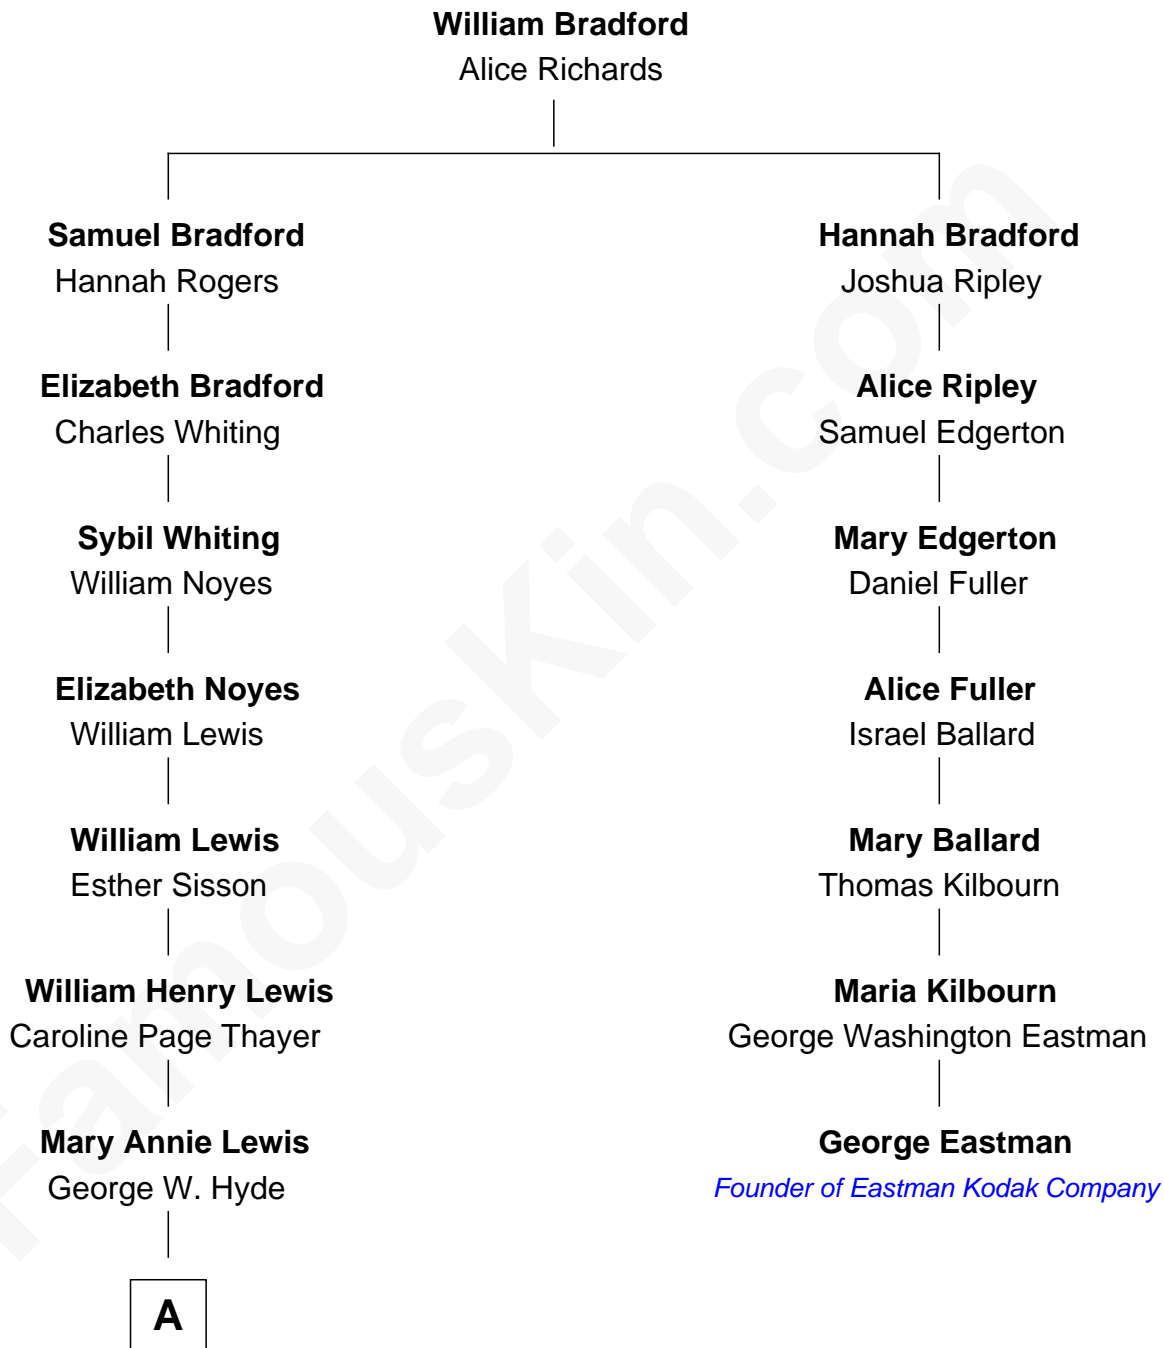 William Bradford
Alice Richards
Samuel Bradford
Hannah Rogers
Hannah Bradford
Joshua Ripley
Elizabeth Bradford
Charles Whiting
Alice Ripley
Samuel Edgerton
Sybil Whiting
William Noyes
Mary Edgerton
Daniel Fuller
Elizabeth Noyes
William Lewis
Alice Fuller
Israel Ballard
William Lewis
Esther Sisson
Mary Ballard
Thomas Kilbourn
William Henry Lewis
Caroline Page Thayer
Maria Kilbourn
George Washington Eastman
Mary Annie Lewis
George W. Hyde
George Eastman
Founder of Eastman Kodak Company
A
FamousKin.com